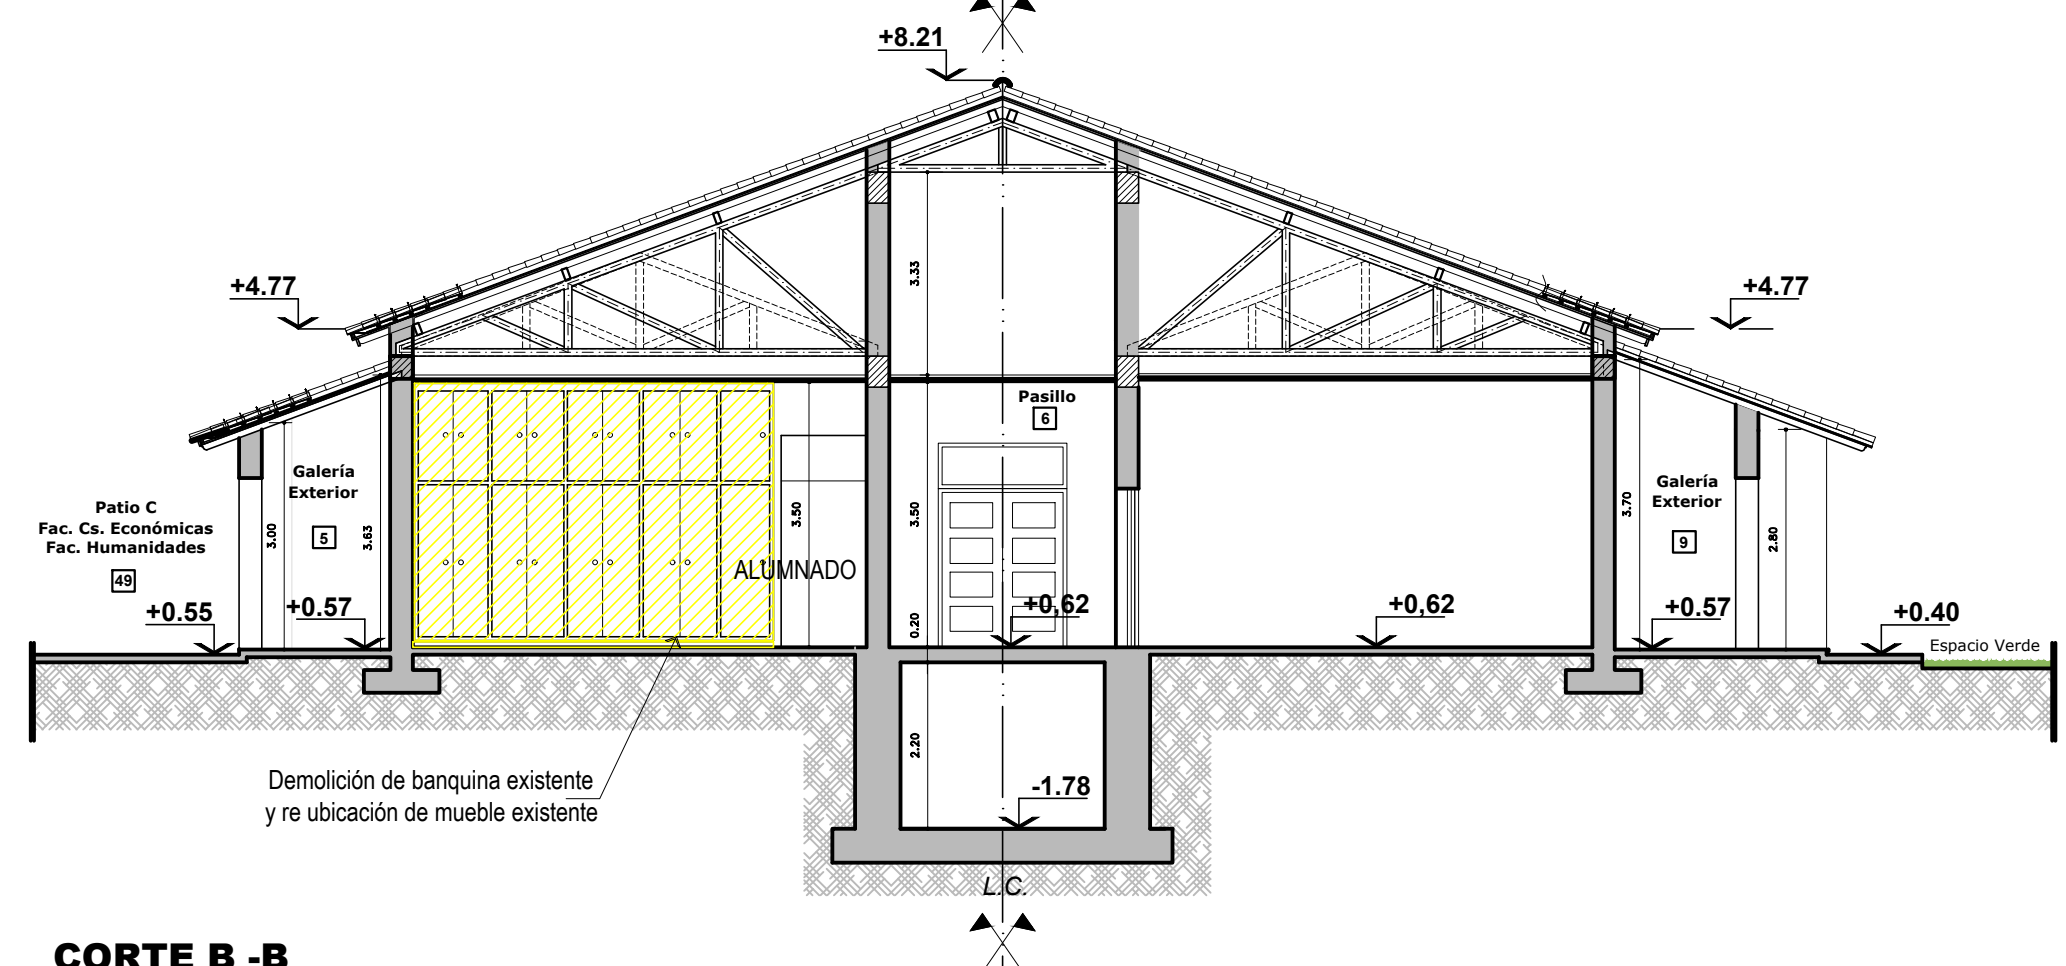 +8.21
+4.77
+4.77
3.33
Pasillo
6
Galería
Exterior
5
Patio C
Fac. Cs. Económicas
Fac. Humanidades
49
3.00
3.63
3.50
3.50
ALUMNADO
0.20
3.70
Galería
Exterior
9
2.80
+0.55
+0.57
+0,62
+0,62
+0.57
+0.40
Espacio Verde
2.20
-1.78
Demolición de banquina existente
y re ubicación de mueble existente
L.C.
CORTE B -B